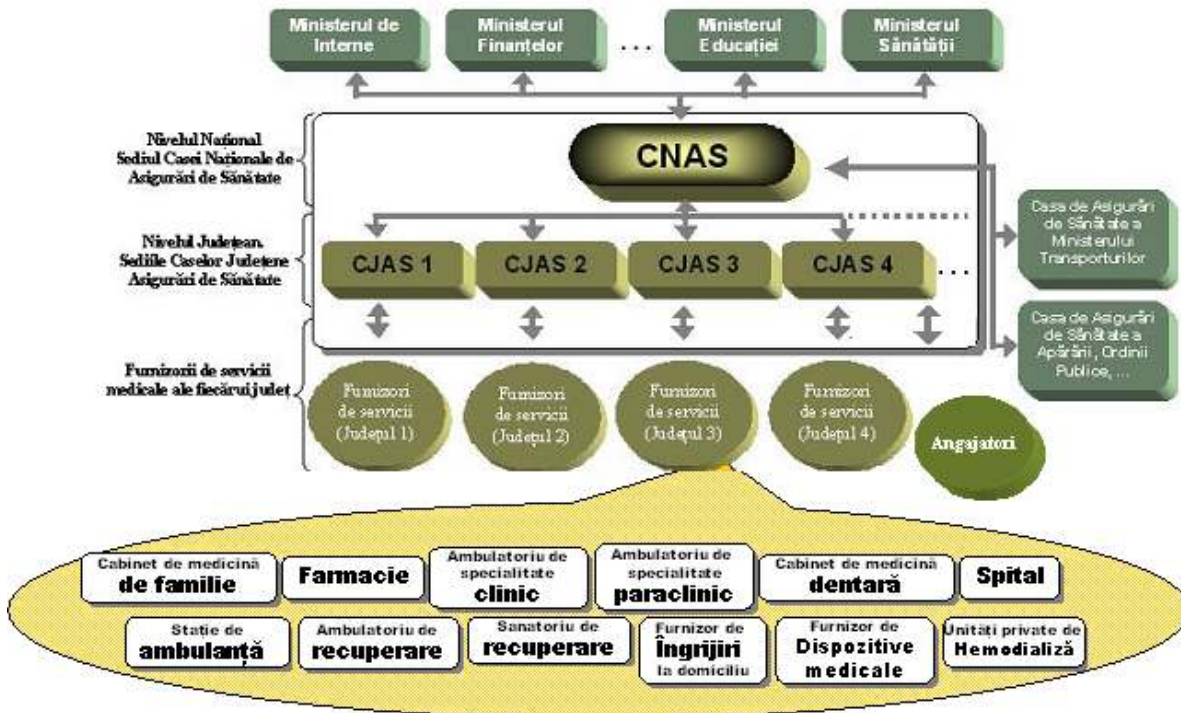 Ministerul de
Interne
Ministerul
Finanțelor
...
Ministerul
Educației
Ministerul
Sănătății
Nivelul Național
Sediul Casei Naționale de
Asigurări de Sănătate
CNAS
Nivelul Județean.
Sediile Caselor Județene
Asigurări de Sănătate
CJAS 1
CJAS 2
CJAS 3
CJAS 4
...
Casa de Asigurări
de Sănătate a
Ministerului
Transporturilor
Casa de Asigurări
de Sănătate a
Apărării, Ordinii
Publice, ...
Furnizorii de servicii
medicale ale fiecărui județ
Furnizori
de servicii
(Județul 1)
Furnizori
de servicii
(Județul 2)
Furnizori
de servicii
(Județul 3)
Furnizori
de servicii
(Județul 4)
Angajatori
Cabinet de medicină
de familie
Farmacie
Ambulatoriu de
specialitate
clinic
Ambulatoriu de
specialitate
paraclinic
Cabinet de medicină
dentară
Spital
Stație de
ambulanță
Ambulatoriu de
recuperare
Sanatoriu de
recuperare
Furnizor de
Îngrijiri
la domiciliu
Furnizor de
Dispozitive
medicale
Unități private de
Hemodializă